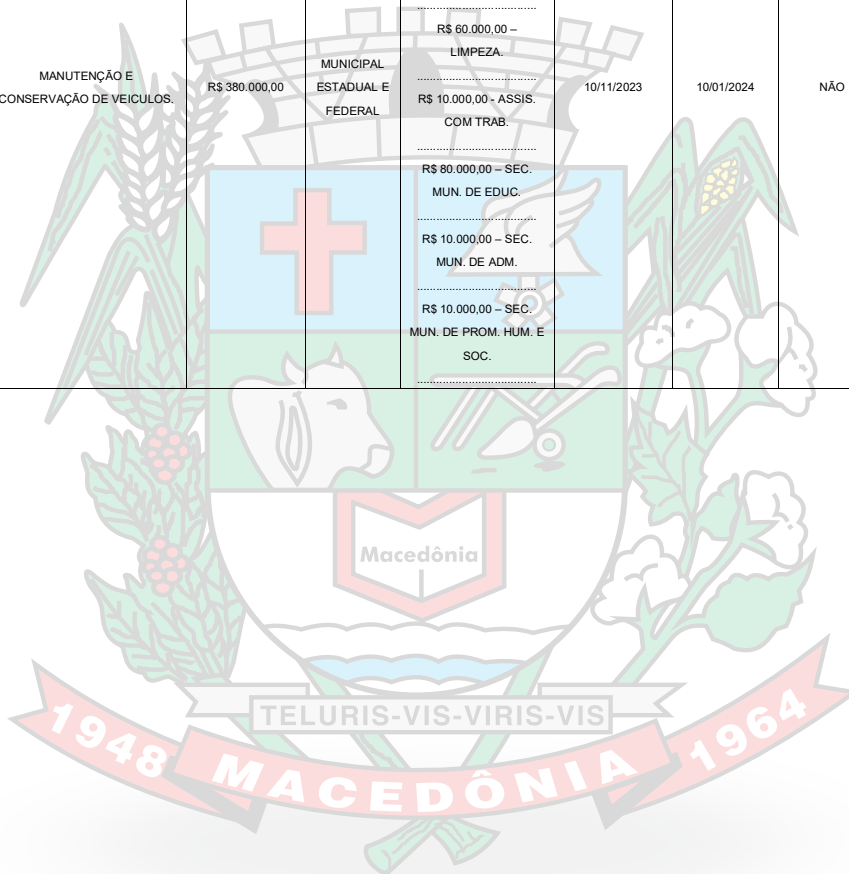 MANUTENÇÃO E
CONSERVAÇÃO DE VEICULOS.
R$ 380.000,00
MUNICIPAL
ESTADUAL E
FEDERAL
.......................................
R$ 60.000,00 –
LIMPEZA.
.......................................
R$ 10.000,00 - ASSIS.
COM TRAB.
.......................................
R$ 80.000,00 – SEC.
MUN. DE EDUC.
.......................................
R$ 10.000,00 – SEC.
MUN. DE ADM.
.......................................
R$ 10.000,00 – SEC.
MUN. DE PROM. HUM. E
SOC.
.......................................
10/11/2023
10/01/2024
NÃO
Macedônia
TELURIS-VIS-VIRIS-VIS
1948 MACEDÔNIA 1964